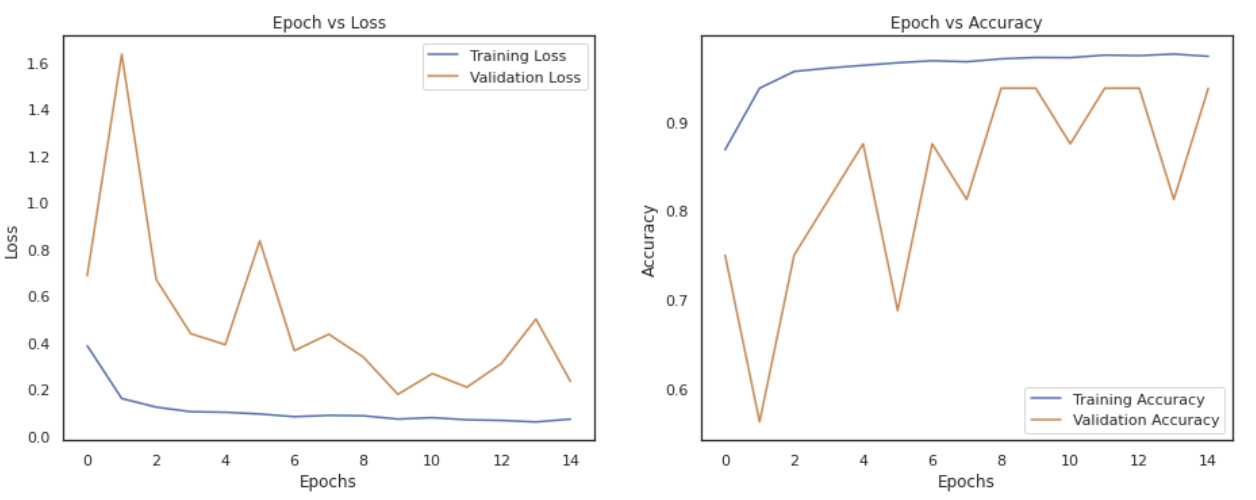 Epoch vs Loss
Training Loss
Validation Loss
1.6
1.4
1.2
1.0
0.8
0.6
0.4
0.2
0.0
Loss
0 2 4 6 8 10 12 14
Epochs
Epoch vs Accuracy
0.9
0.8
0.7
0.6
Accuracy
Training Accuracy
Validation Accuracy
0 2 4 6 8 10 12 14
Epochs